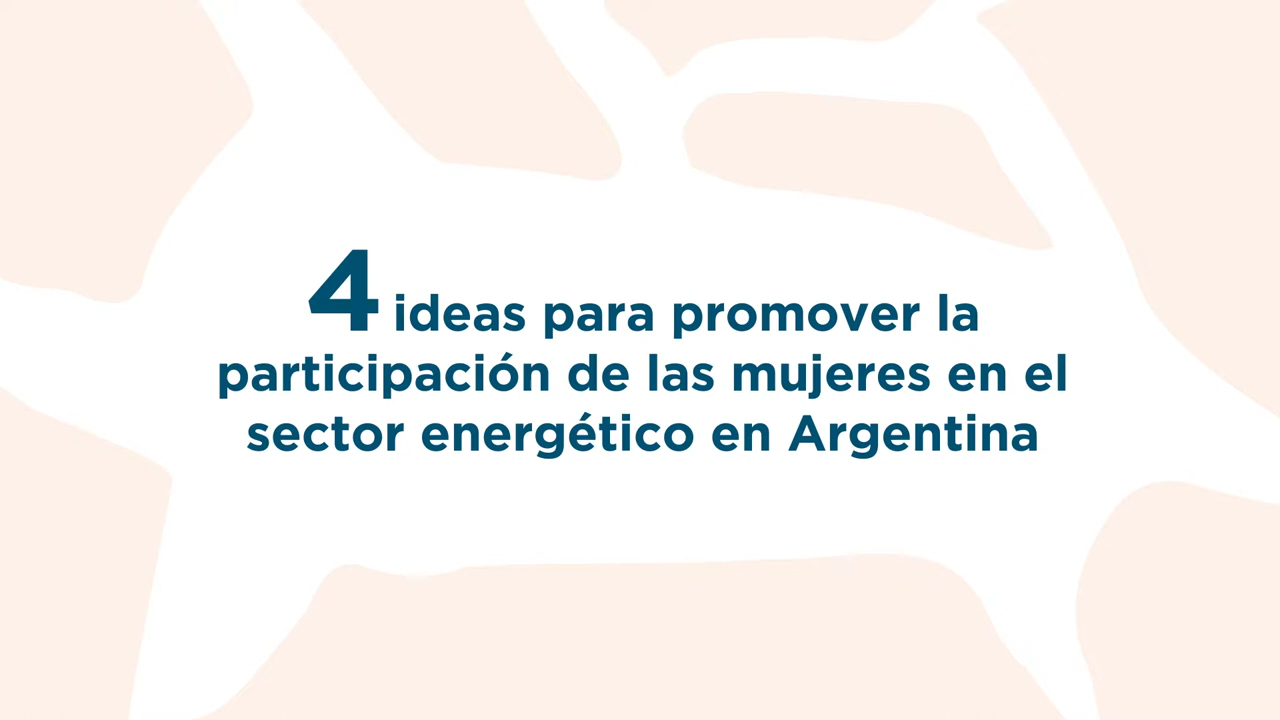 4 ideas para promover la
participación de las mujeres en el
sector energético en Argentina